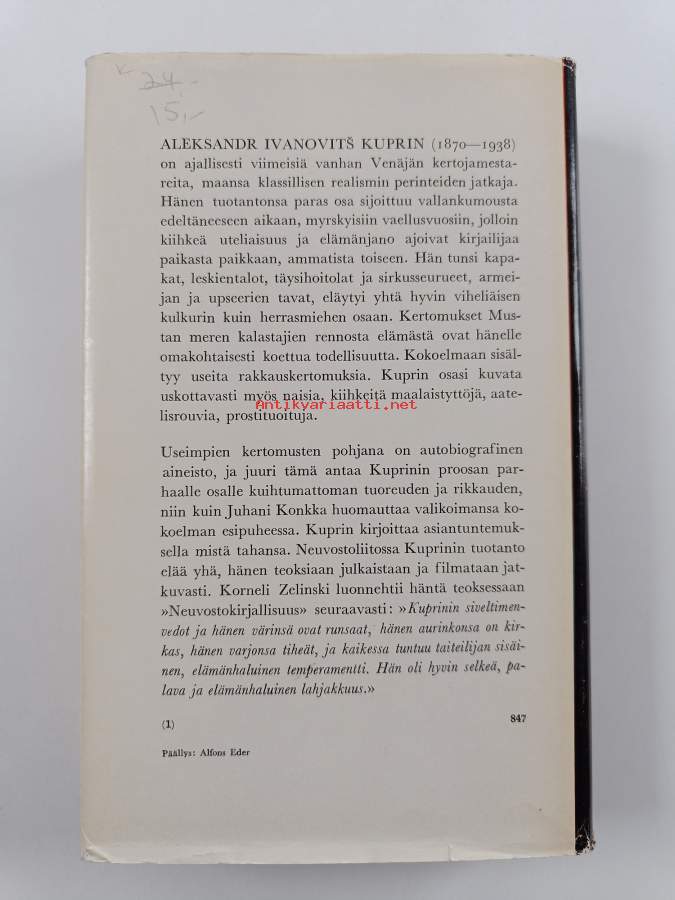 24,-
15,-
ALEKSANDR IVANOVITŠ KUPRIN (1870—1938)
on ajallisesti viimeisiä vanhan Venäjän kertojamesta-
reita, maansa klassillisen realismin perinteiden jatkaja.
Hänen tuotantonsa paras osa sijoittuu vallankumousta
edeltäneeseen aikaan, myrskyisiin vaellusvuosiin, jolloin
kiihkeä uteliaisuus ja elämänjano ajoivat kirjailijaa
paikasta paikkaan, ammatista toiseen. Hän tunsi kapa-
kat, leskientalot, täysihoitolat ja sirkusseurueet, armei-
jan ja upseerien tavat, eläytyi yhtä hyvin viheliäisen
kulkurin kuin herrasmiehen osaan. Kertomukset Mus-
tan meren kalastajien rennosta elämästä ovat hänelle
omakohtaisesti koettua todellisuutta. Kokoelmaan sisäl-
tyy useita rakkauskertomuksia. Kuprin osasi kuvata
uskottavasti myös naisia, kiihkeitä maalaistyttöjä, aate-
Antikvariaatti.net
lisrouvia, prostituoituja.
Useimpien kertomusten pohjana on autobiografinen
aineisto, ja juuri tämä antaa Kuprinin proosan par-
haalle osalle kuihtumattoman tuoreuden ja rikkauden,
niin kuin Juhani Konkka huomauttaa valikoimansa ko-
koelman esipuheessa. Kuprin kirjoittaa asiantuntemuk-
sella mistä tahansa. Neuvostoliitossa Kuprinin tuotanto
elää yhä, hänen teoksiaan julkaistaan ja filmataan jat-
kuvasti. Korneli Zelinski luonnehtii häntä teoksessaan
»Neuvostokirjallisuus» seuraavasti: »Kuprinin siveltimen-
vedot ja hänen värinsä ovat runsaat, hänen aurinkonsa on kir-
kas, hänen varjonsa tiheät, ja kaikessa tuntuu taiteilijan sisäi-
nen, elämänhaluinen temperamentti. Hän oli hyvin selkeä, pa-
lava ja elämänhaluinen lahjakkuus.»
(1) 847
Päällys: Alfons Eder